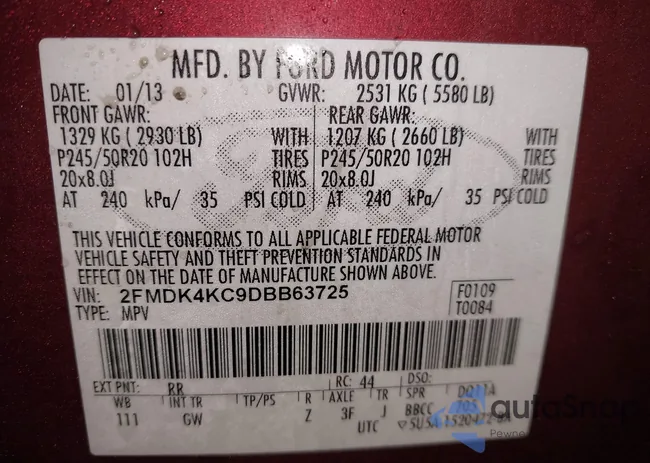 MFD. BY FORD MOTOR CO.
DATE: 01/13 GVWR: 2531 KG ( 5580 LB)
FRONT GAWR: REAR GAWR:
1329 KG ( 2930 LB) WITH 1207 KG ( 2660 LB) WITH
P245/50R20 102H TIRES P245/50R20 102H TIRES
20x8.0J RIMS 20x8.0J RIMS
AT 240 kPa/ 35 PSI COLD AT 240 kPa/ 35 PSI COLD
Ford
THIS VEHICLE CONFORMS TO ALL APPLICABLE FEDERAL MOTOR
VEHICLE SAFETY AND THEFT PREVENTION STANDARDS IN
EFFECT ON THE DATE OF MANUFACTURE SHOWN ABOVE.
VIN: 2FMDK4KC9DBB63725 F0109
TYPE: MPV T0084
EXT PNT: RR RC: 44 DSO:
WB INT TR TP/PS R AXLE TR SPR
111 GW Z 3F J BBCC
UTC